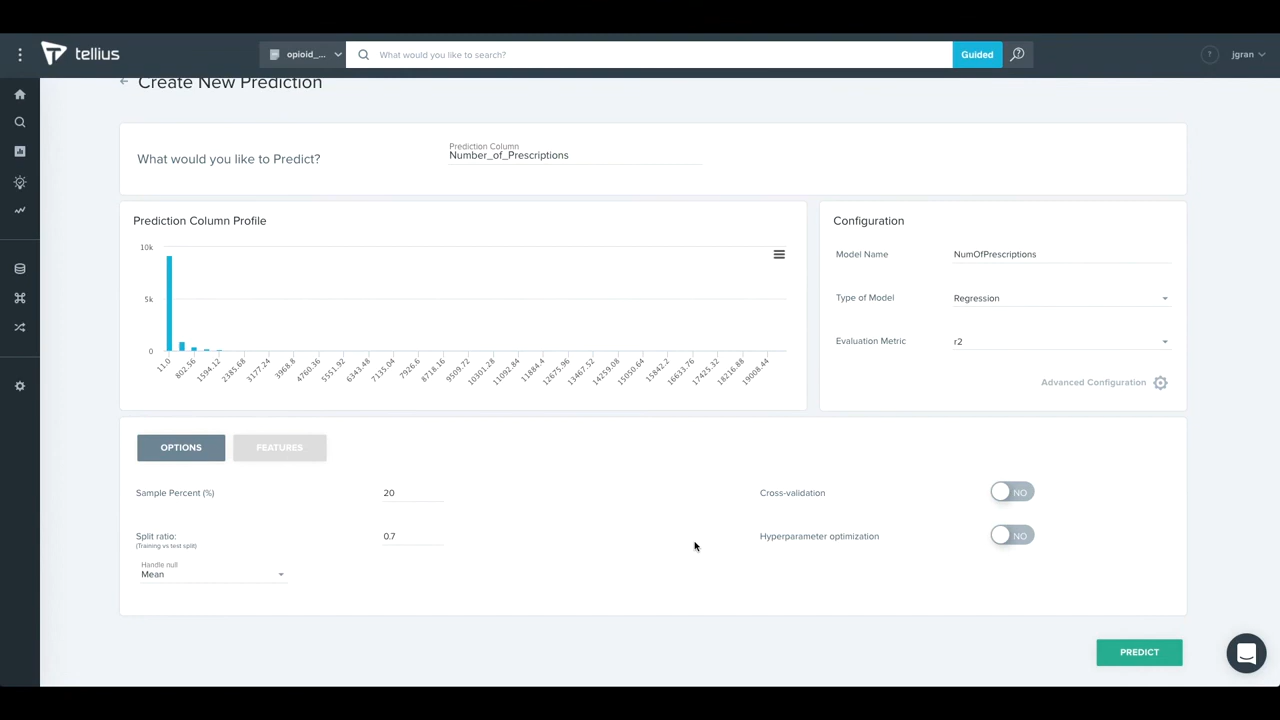 tellius
opioid_...
What would you like to search?
Guided
?
jgran
Create New Prediction
What would you like to Predict?
Prediction Column
Number_of_Prescriptions
Prediction Column Profile
10k
5k
0
11.0 802.56 1594.12 2385.68 3177.24 3968.8 4760.36 5551.92 6343.48 7135.04 7926.6 8718.16 9509.72 10301.28 11092.84 11884.4 12675.96 13467.52 14259.08 15050.64 15842.2 16633.76 17425.32 18216.88 19008.44
Configuration
Model Name NumOfPrescriptions
Type of Model Regression
Evaluation Metric r2
Advanced Configuration
OPTIONS FEATURES
Sample Percent (%) 20
Cross-validation NO
Split ratio: 0.7
(Training vs test split)
Hyperparameter optimization NO
Handle null
Mean
PREDICT